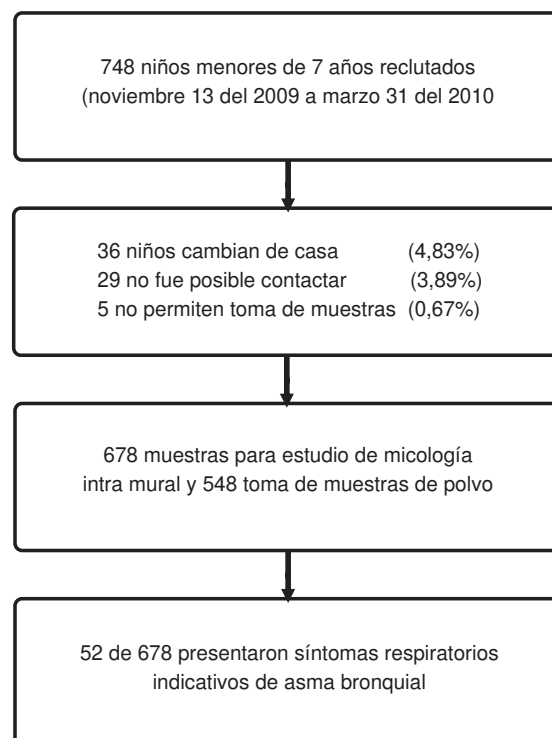 748 niños menores de 7 años reclutados
(noviembre 13 del 2009 a marzo 31 del 2010
36 niños cambian de casa (4,83%)
29 no fue posible contactar (3,89%)
5 no permiten toma de muestras (0,67%)
678 muestras para estudio de micología
intra mural y 548 toma de muestras de polvo
52 de 678 presentaron síntomas respiratorios
indicativos de asma bronquial